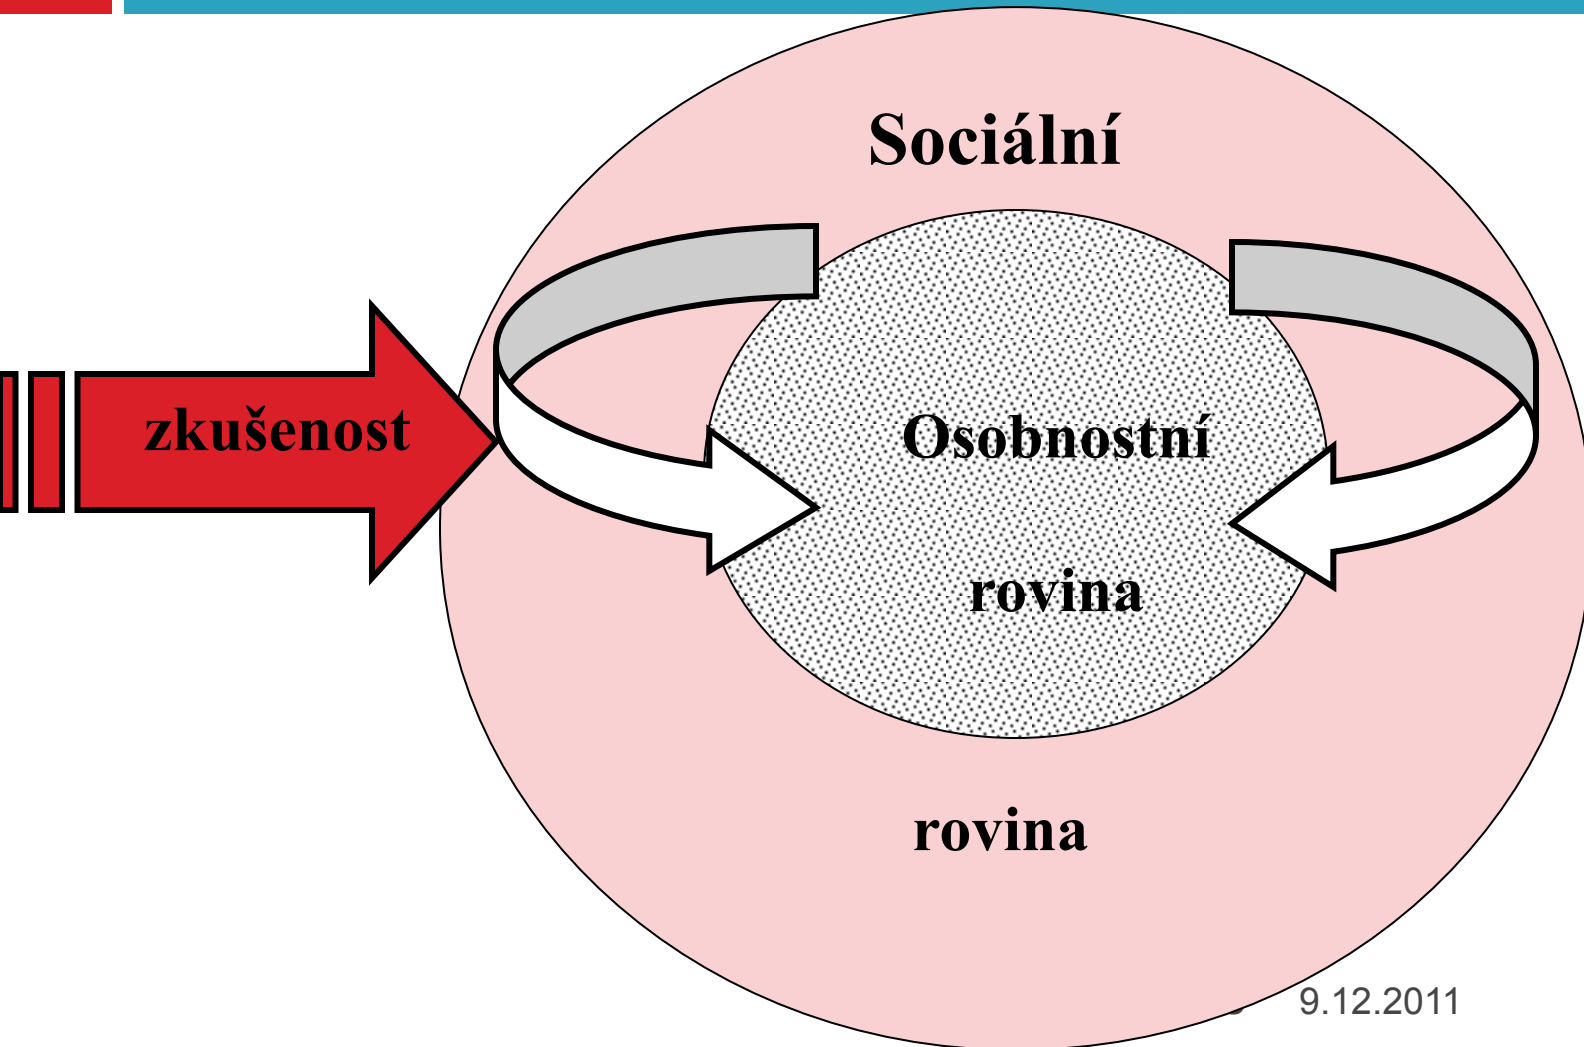 Sociální
zkušenost
Osobnostní
rovina
rovina
9.12.2011